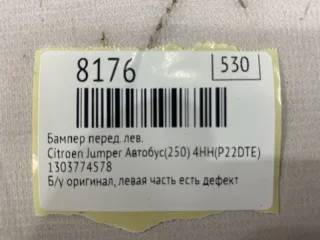 8176 530
Бампер перед. лев.
Citroen Jumper Автобус(250) 4HH(P22DTE)
1303774578
Б/у оригинал, левая часть есть дефект